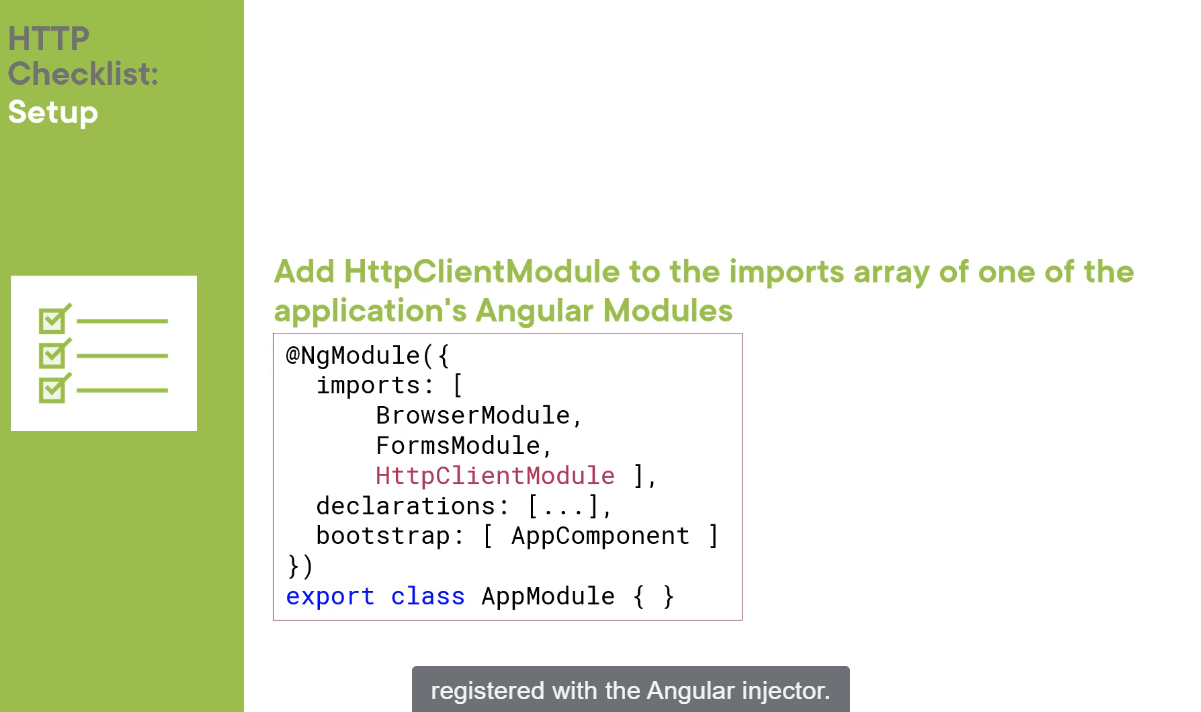 HTTP
Checklist:
Setup
Add HttpClientModule to the imports array of one of the
application's Angular Modules
@NgModule({
  imports: [
      BrowserModule,
      FormsModule,
      HttpClientModule ],
  declarations: [...],
  bootstrap: [ AppComponent ]
})
export class AppModule { }
registered with the Angular injector.